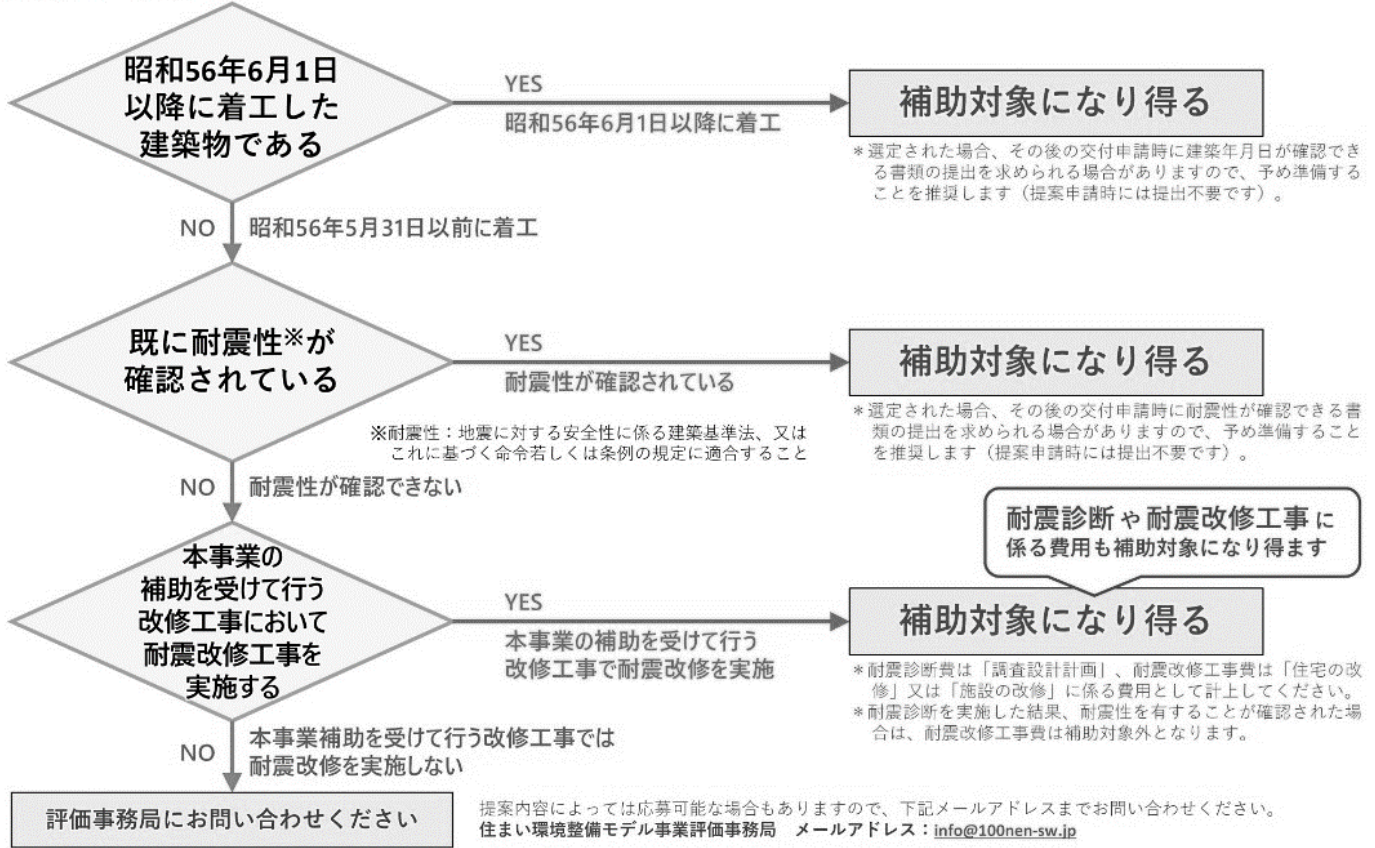 昭和56年6月1日
以降に着工した
建築物である
YES
昭和56年6月1日以降に着工
補助対象になり得る
＊選定された場合、その後の交付申請時に建築年月日が確認でき
る書類の提出を求められる場合がありますので、予め準備する
ことを推奨します（提案申請時には提出不要です）。
NO
昭和56年5月31日以前に着工
既に耐震性※が
確認されている
YES
耐震性が確認されている
補助対象になり得る
＊選定された場合、その後の交付申請時に耐震性が確認できる書
類の提出を求められる場合がありますので、予め準備すること
を推奨します（提案申請時には提出不要です）。
※耐震性：地震に対する安全性に係る建築基準法、又は
これに基づく命令若しくは条例の規定に適合すること
NO
耐震性が確認できない
耐震診断や耐震改修工事に
係る費用も補助対象になり得ます
本事業の
補助を受けて行う
改修工事において
耐震改修工事を
実施する
YES
本事業の補助を受けて行う
改修工事で耐震改修を実施
補助対象になり得る
＊耐震診断費は「調査設計計画」、耐震改修工事費は「住宅の改
修」又は「施設の改修」に係る費用として計上してください。
＊耐震診断を実施した結果、耐震性を有することが確認された場
合は、耐震改修工事費は補助対象外となります。
NO
本事業補助を受けて行う改修工事では
耐震改修を実施しない
評価事務局にお問い合わせください
提案内容によっては応募可能な場合もありますので、下記メールアドレスまでお問い合わせください。
住まい環境整備モデル事業評価事務局　メールアドレス：info@100nen-sw.jp